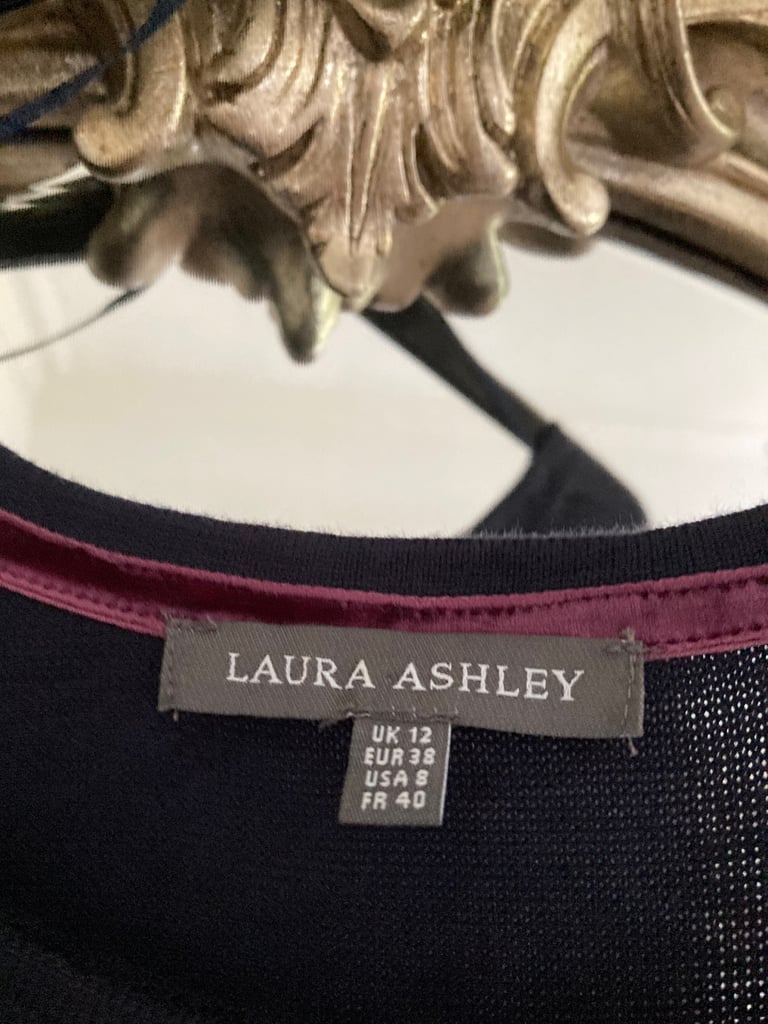 LAURA ASHLEY
UK 12
EUR 38
USA 8
FR 40